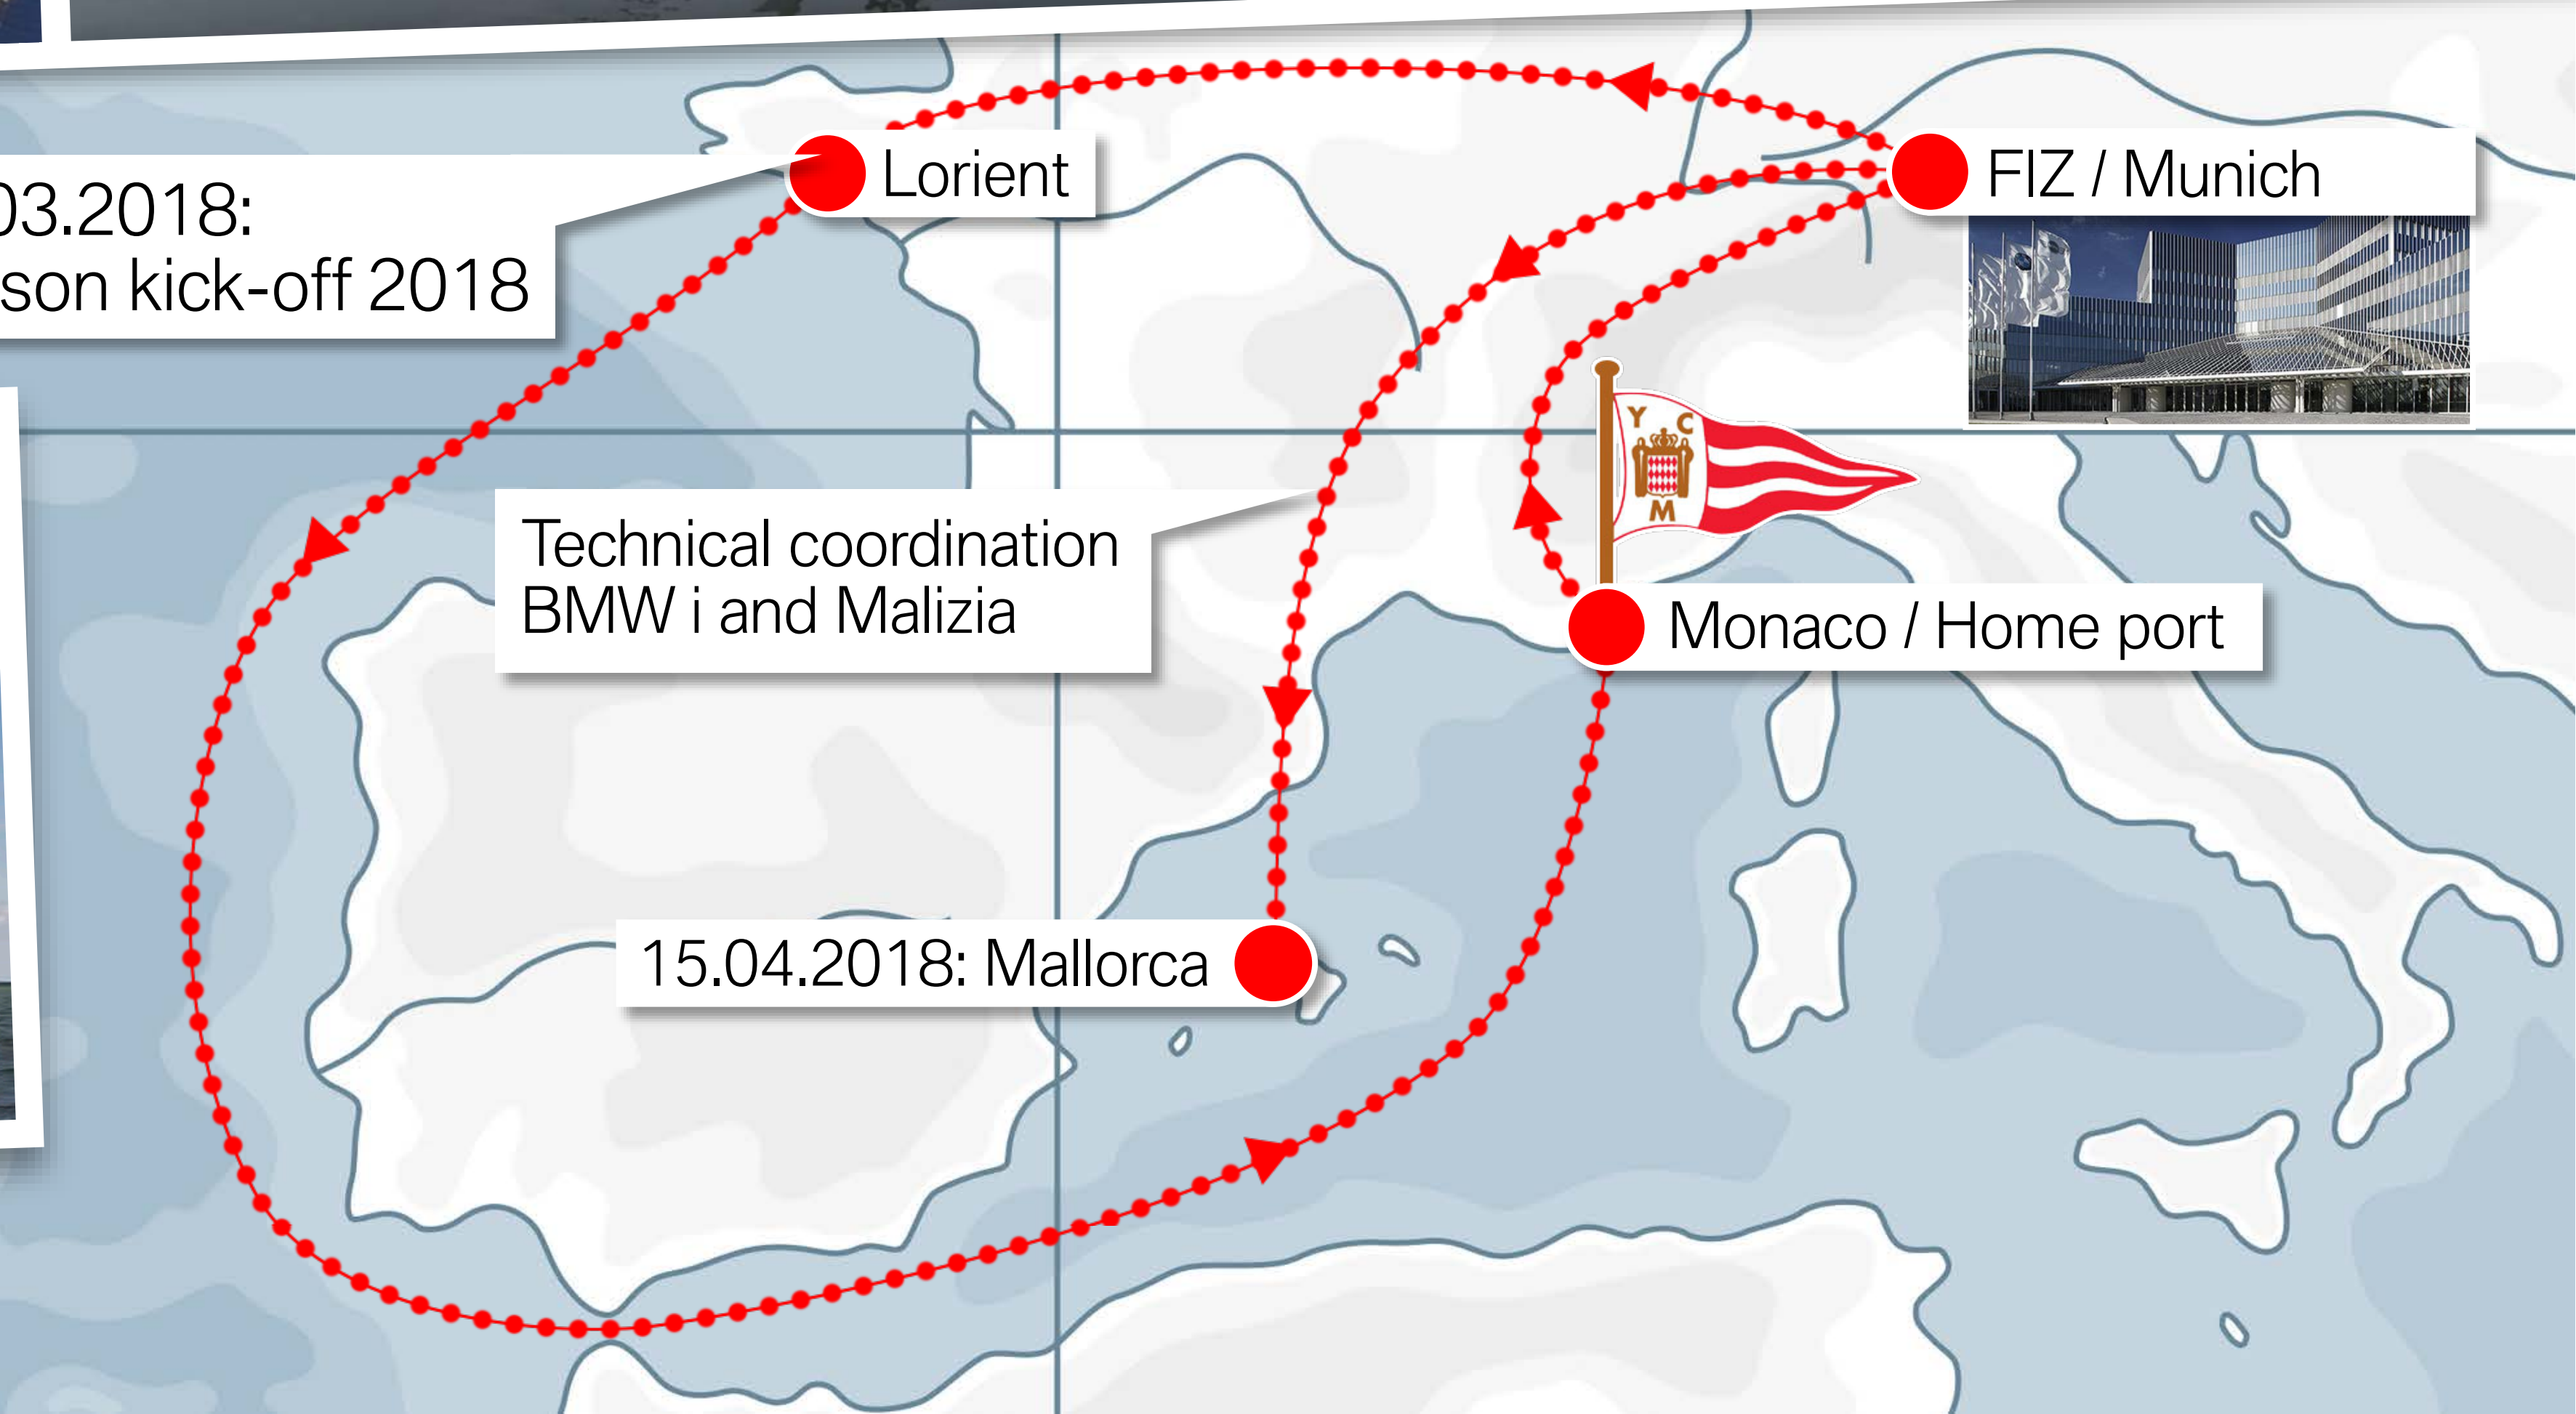 Lorient
FIZ / Munich
03.2018:
kick-off 2018
Y C
M
Technical coordination
BMW i and Malizia
Monaco / Home port
15.04.2018: Mallorca